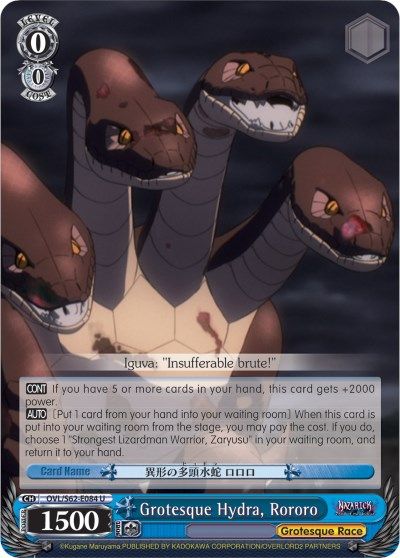 LEVEL
0
0
COST
Iguva: "Insufferable brute!"
CONT If you have 5 or more cards in your hand, this card gets +2000
power.
AUTO [Put 1 card from your hand into your waiting room] When this card is
put into your waiting room from the stage, you may pay the cost. If you do,
choose 1 "Strongest Lizardman Warrior, Zaryusu" in your waiting room, and
return it to your hand.
Card Name 異形の多頭水蛇 ロロロ
CH OVL/S62-E084 U
1500
Grotesque Hydra, Rororo
NAZARICK
Grotesque Race
©Kugane Maruyama,PUBLISHED BY KADOKAWA CORPORATION/OVERLORD2 PARTNERS